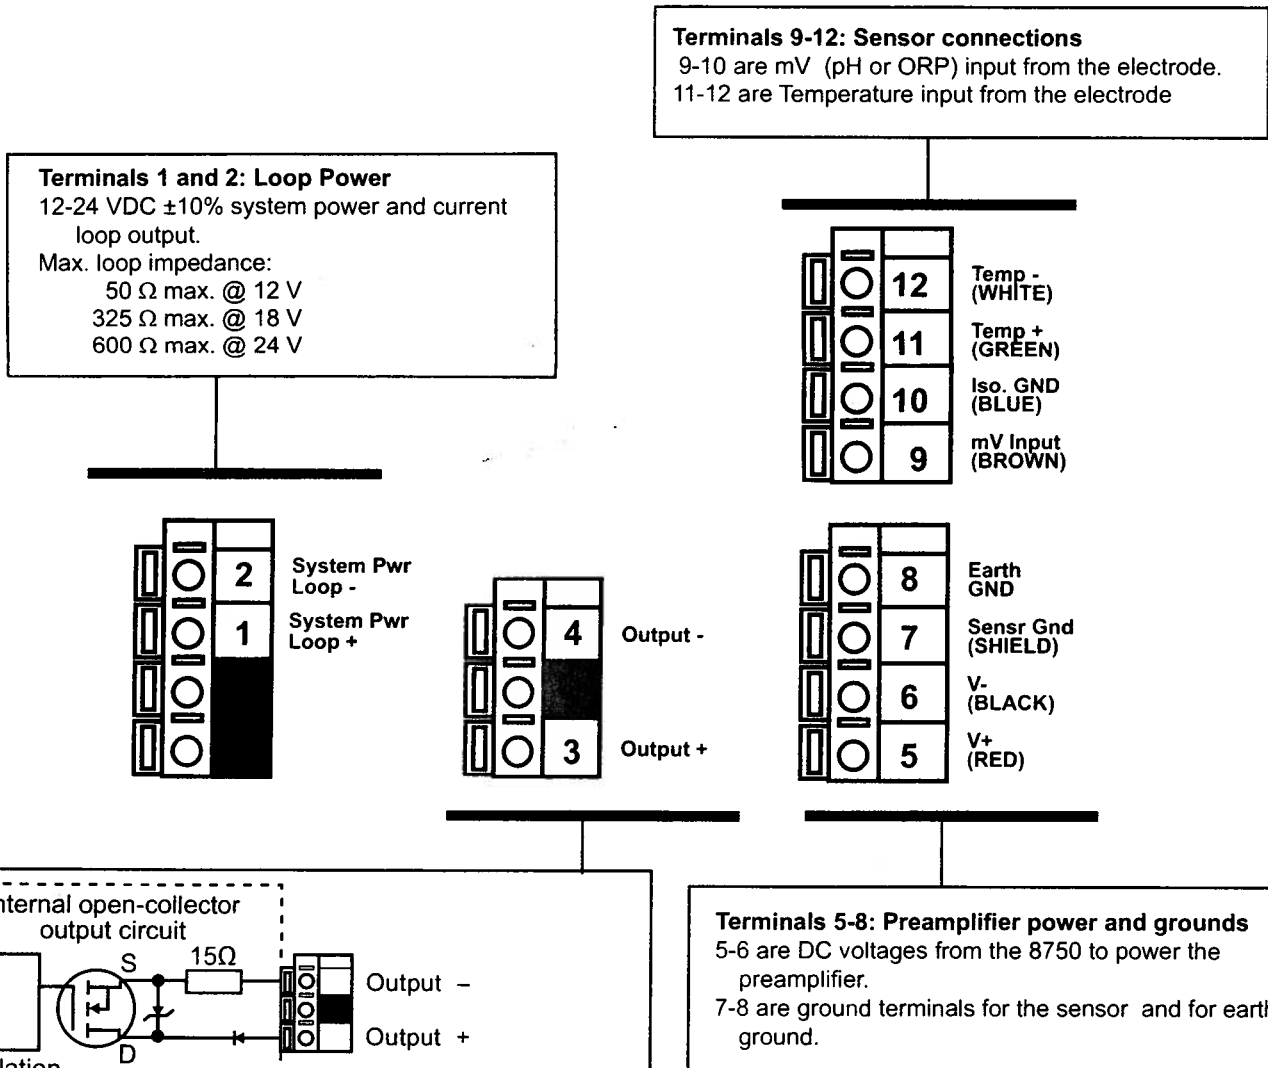 Terminals 9-12: Sensor connections
9-10 are mV (pH or ORP) input from the electrode.
11-12 are Temperature input from the electrode
Terminals 1 and 2: Loop Power
12-24 VDC ±10% system power and current
loop output.
Max. loop impedance:
50 Ω max. @ 12 V
325 Ω max. @ 18 V
600 Ω max. @ 24 V
12 Temp -
(WHITE)
11 Temp +
(GREEN)
10 Iso. GND
(BLUE)
9 mV Input
(BROWN)
2 System Pwr
Loop -
1 System Pwr
Loop +
4 Output -
3 Output +
8 Earth
GND
7 Sensr Gnd
(SHIELD)
6 V-
(BLACK)
5 V+
(RED)
nternal open-collector
output circuit
S
15Ω
D
Output –
Output +
lation
Terminals 5-8: Preamplifier power and grounds
5-6 are DC voltages from the 8750 to power the
preamplifier.
7-8 are ground terminals for the sensor and for earth
ground.